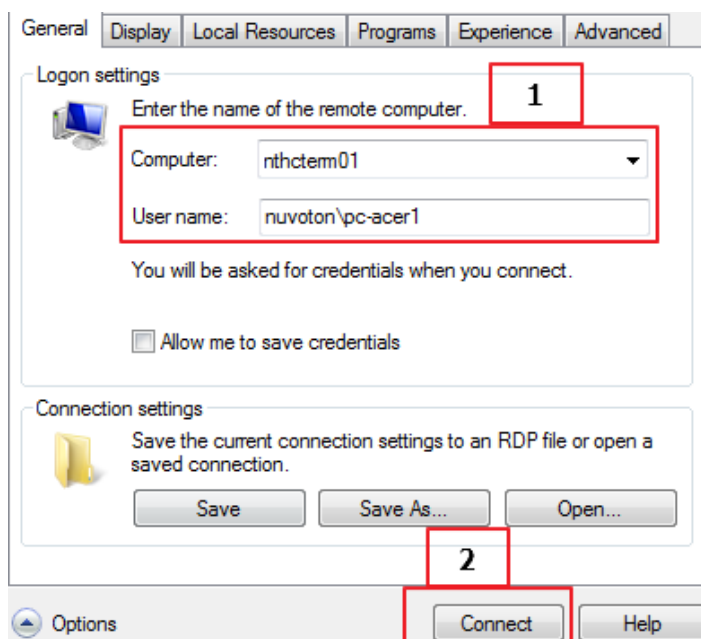 General Display Local Resources Programs Experience Advanced
Logon settings
1
Enter the name of the remote computer.
Computer: nthcterm01
User name: nuvoton\pc-acer1
You will be asked for credentials when you connect.
Allow me to save credentials
Connection settings
Save the current connection settings to an RDP file or open a
saved connection.
Save Save As... Open...
2
Options Connect Help